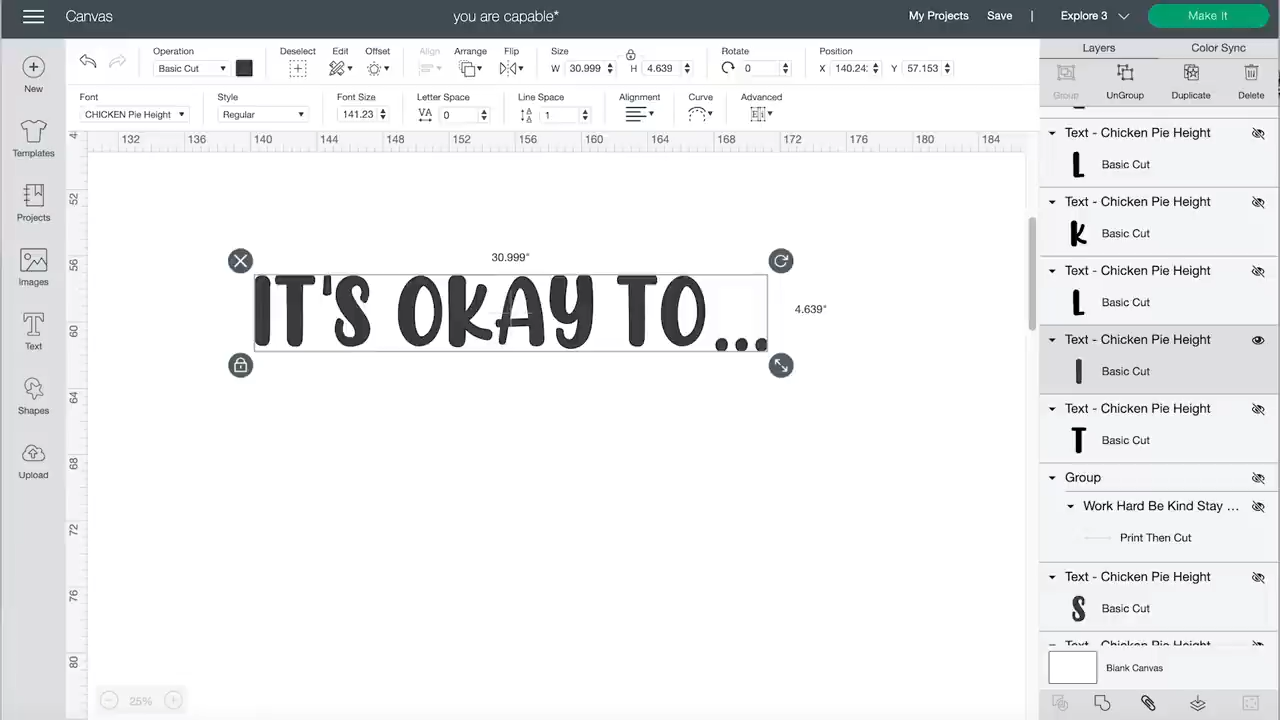 Canvas
you are capable*
My Projects Save | Explore 3 Make It
Operation Deselect Edit Offset Align Arrange Flip Size Rotate Position
Basic Cut W 30.999 H 4.639 0 X 140.24 Y 57.153
Font Style Font Size Letter Space Line Space Alignment Curve Advanced
CHICKEN Pie Height Regular 141.23 VA 0 1
132 136 140 144 148 152 156 160 164 168 172 176 180 184
52
56
60
64
68
72
76
80
New
Templates
Projects
Images
Text
Shapes
Upload
30.999"
4.639"
IT'S OKAY TO...
25%
Layers Color Sync
Group UnGroup Duplicate Delete
Text - Chicken Pie Height
L Basic Cut
Text - Chicken Pie Height
K Basic Cut
Text - Chicken Pie Height
L Basic Cut
Text - Chicken Pie Height
I Basic Cut
Text - Chicken Pie Height
T Basic Cut
Group
Work Hard Be Kind Stay ...
Print Then Cut
Text - Chicken Pie Height
S Basic Cut
Text - Chicken Pie Height
Blank Canvas